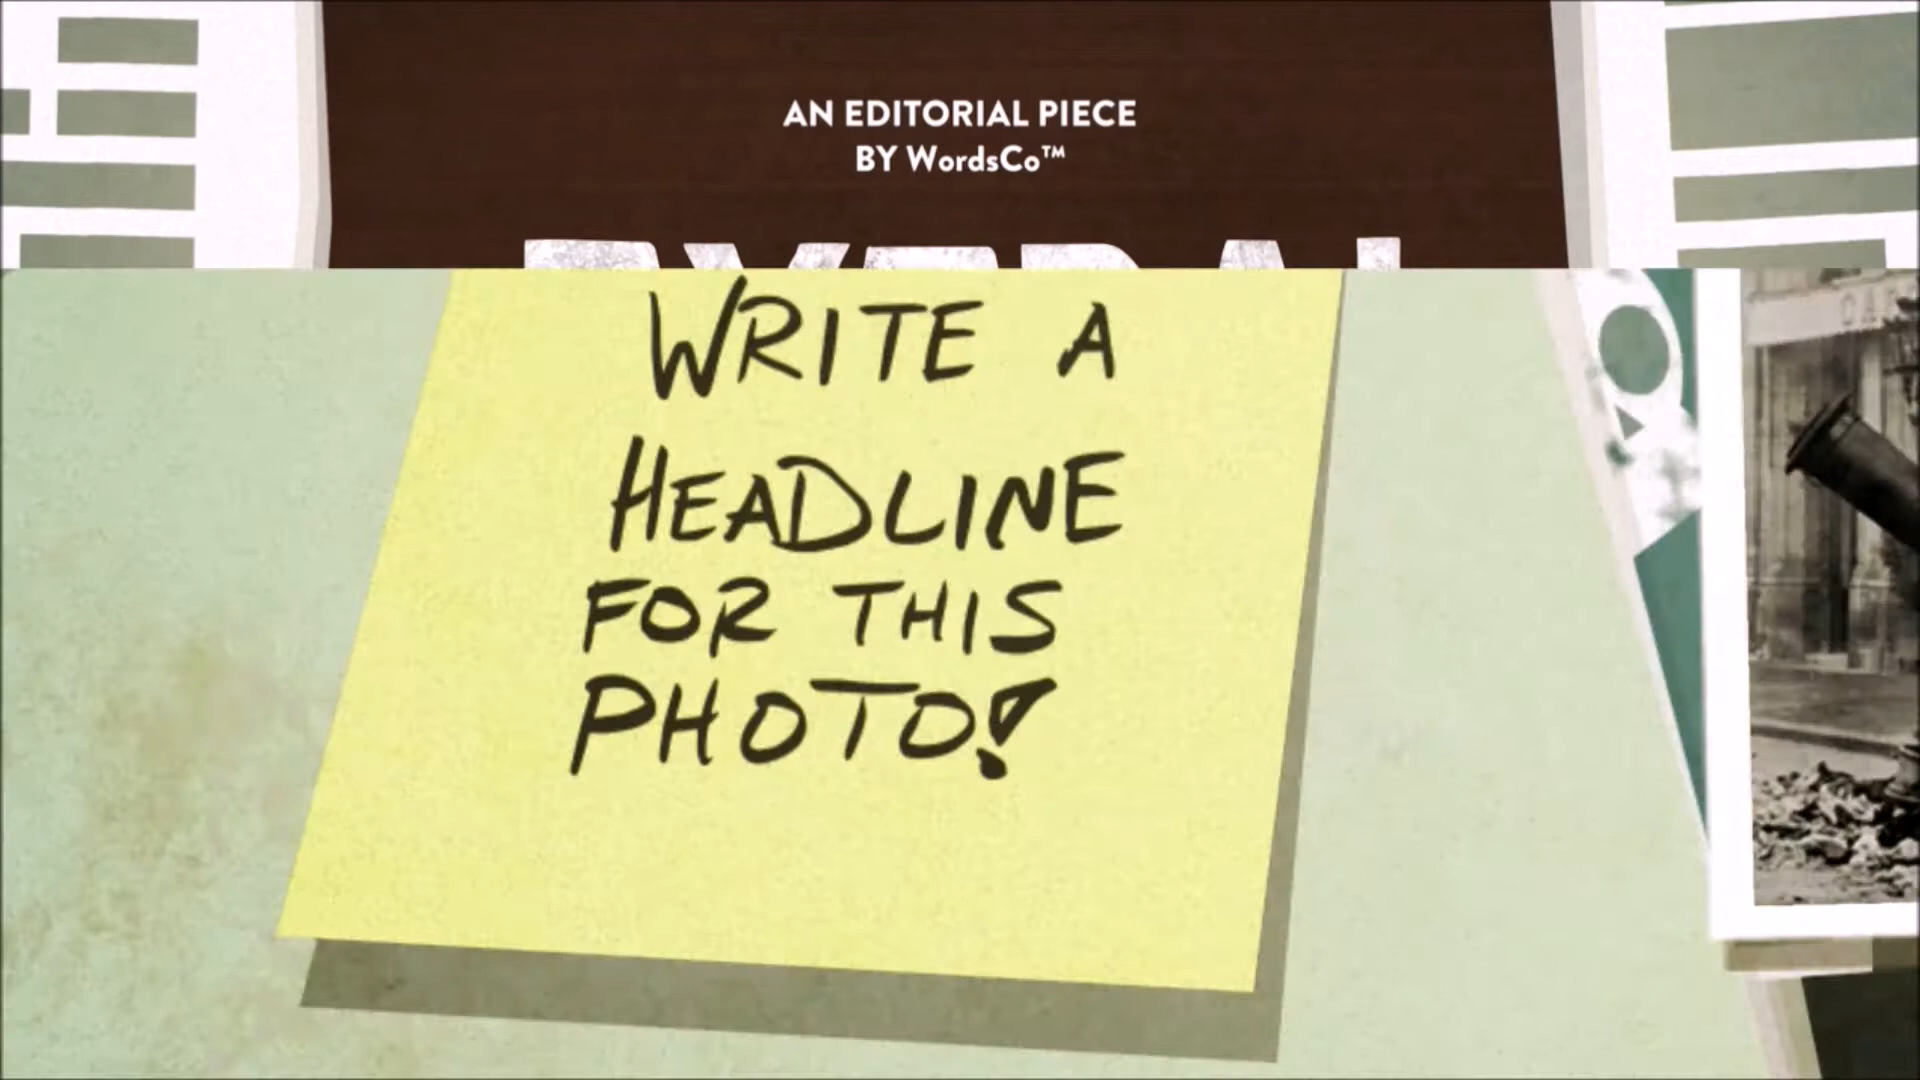 AN EDITORIAL PIECE
BY WordsCo™
WRITE A
HEADLINE
FOR THIS
PHOTO!